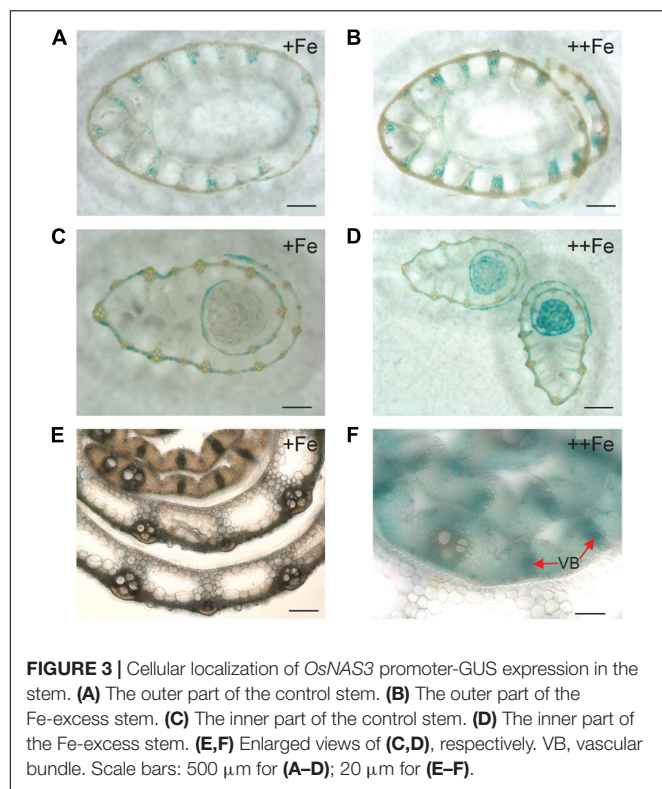 A
+Fe
B
++Fe
C
+Fe
D
++Fe
E
+Fe
F
++Fe
VB
FIGURE 3 | Cellular localization of OsNAS3 promoter-GUS expression in the
stem. (A) The outer part of the control stem. (B) The outer part of the
Fe-excess stem. (C) The inner part of the control stem. (D) The inner part of
the Fe-excess stem. (E,F) Enlarged views of (C,D), respectively. VB, vascular
bundle. Scale bars: 500 μm for (A–D); 20 μm for (E–F).